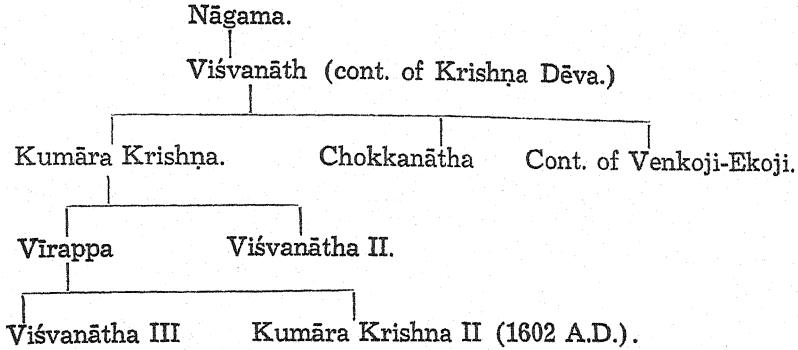 Nāgama.
Viśvanāth (cont. of Krishṇa Dēva.)
Kumāra Krishṇa. Chokkanātha Cont. of Venkoji-Ekoji.
Vīrappa Viśvanātha II.
Viśvanātha III Kumāra Krishna II (1602 A.D.).